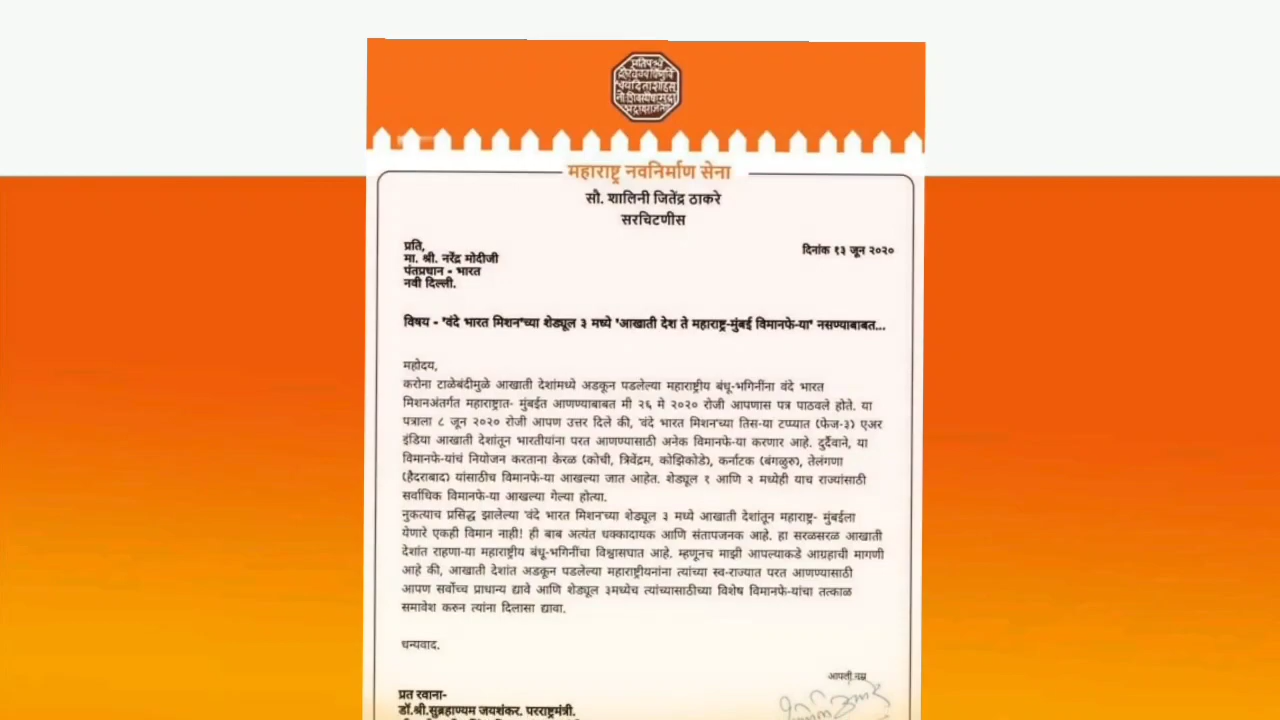 महाराष्ट्र नवनिर्माण सेना
सौ. शालिनी जितेंद्र ठाकरे
सरचिटणीस
प्रति,
दिनांक १३ जून २०२०
मा. श्री. नरेंद्र मोदीजी
पंतप्रधान - भारत
नवी दिल्ली.
विषय - 'वंदे भारत मिशन'च्या शेड्यूल ३ मध्ये 'आखाती देश ते महाराष्ट्र-मुंबई विमानफे-या' नसण्याबाबत...
महोदय,
करोना टाळेबंदीमुळे आखाती देशांमध्ये अडकून पडलेल्या महाराष्ट्रीय बंधू-भगिनींना वंदे भारत
मिशनअंतर्गत महाराष्ट्रात- मुंबईत आणण्याबाबत मी २६ मे २०२० रोजी आपणास पत्र पाठवले होते. या
पत्राला ८ जून २०२० रोजी आपण उत्तर दिले की, 'वंदे भारत मिशन'च्या तिस-या टप्प्यात (फेज-३) एअर
इंडिया आखाती देशांतून भारतीयांना परत आणण्यासाठी अनेक विमानफे-या करणार आहे. दुर्दैवाने, या
विमानफे-यांचं नियोजन करताना केरळ (कोची, त्रिवेंद्रम, कोझिकोडे), कर्नाटक (बंगळुरु), तेलंगणा
(हैदराबाद) यांसाठीच विमानफे-या आखल्या जात आहेत. शेड्यूल १ आणि २ मध्येही याच राज्यांसाठी
सर्वाधिक विमानफे-या आखल्या गेल्या होत्या.
नुकत्याच प्रसिद्ध झालेल्या 'वंदे भारत मिशन'च्या शेड्यूल ३ मध्ये आखाती देशांतून महाराष्ट्र- मुंबईला
येणारे एकही विमान नाही! ही बाब अत्यंत धक्कादायक आणि संतापजनक आहे. हा सरळसरळ आखाती
देशांत राहणा-या महाराष्ट्रीय बंधू-भगिनींचा विश्वासघात आहे. म्हणूनच माझी आपल्याकडे आग्रहाची मागणी
आहे की, आखाती देशांत अडकून पडलेल्या महाराष्ट्रीयनांना त्यांच्या स्व-राज्यात परत आणण्यासाठी
आपण सर्वोच्च प्राधान्य द्यावे आणि शेड्यूल ३मध्येच त्यांच्यासाठीच्या विशेष विमानफे-यांचा तत्काळ
समावेश करुन त्यांना दिलासा द्यावा.
धन्यवाद.
आपली नम्र
प्रत रवाना-
डॉ.श्री.सुब्रहाण्यम जयशंकर. परराष्ट्रमंत्री.